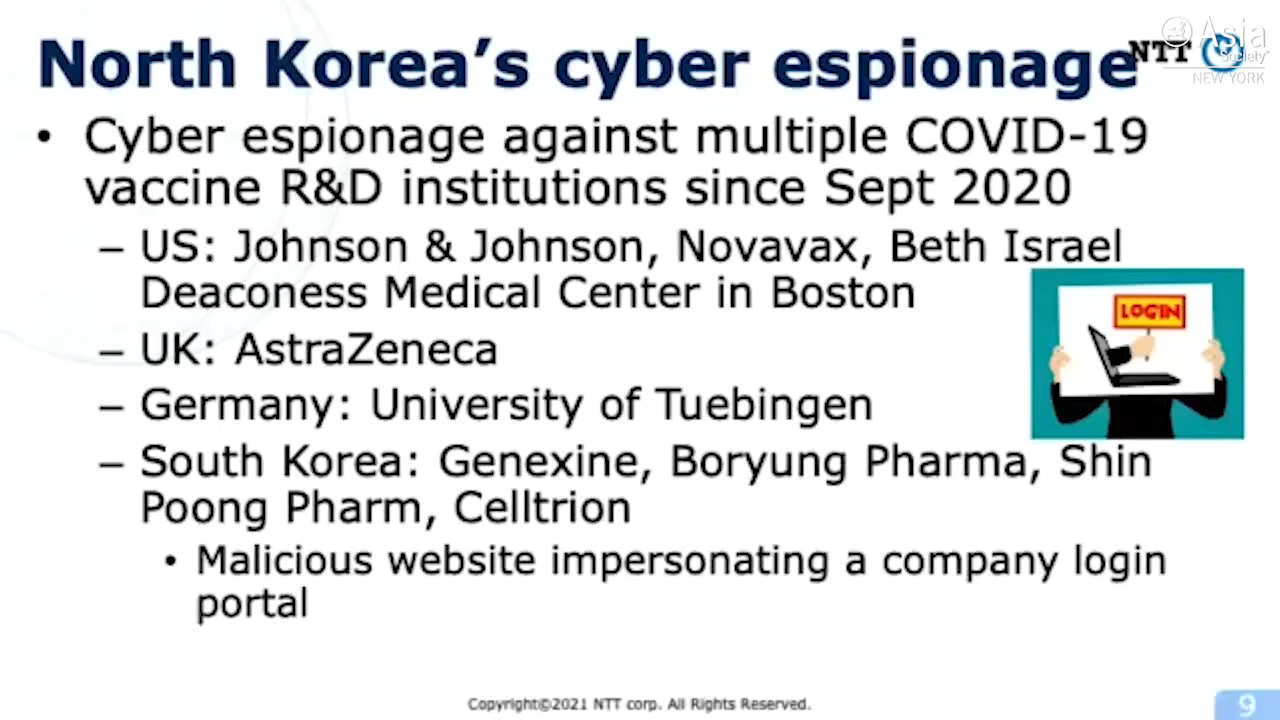 North Korea’s cyber espionage
NTT
Asia
Society
NEW YORK
• Cyber espionage against multiple COVID-19
vaccine R&D institutions since Sept 2020
– US: Johnson & Johnson, Novavax, Beth Israel
Deaconess Medical Center in Boston
LOGIN
– UK: AstraZeneca
– Germany: University of Tuebingen
– South Korea: Genexine, Boryung Pharma, Shin
Poong Pharm, Celltrion
• Malicious website impersonating a company login
portal
Copyright©2021 NTT corp. All Rights Reserved.
9